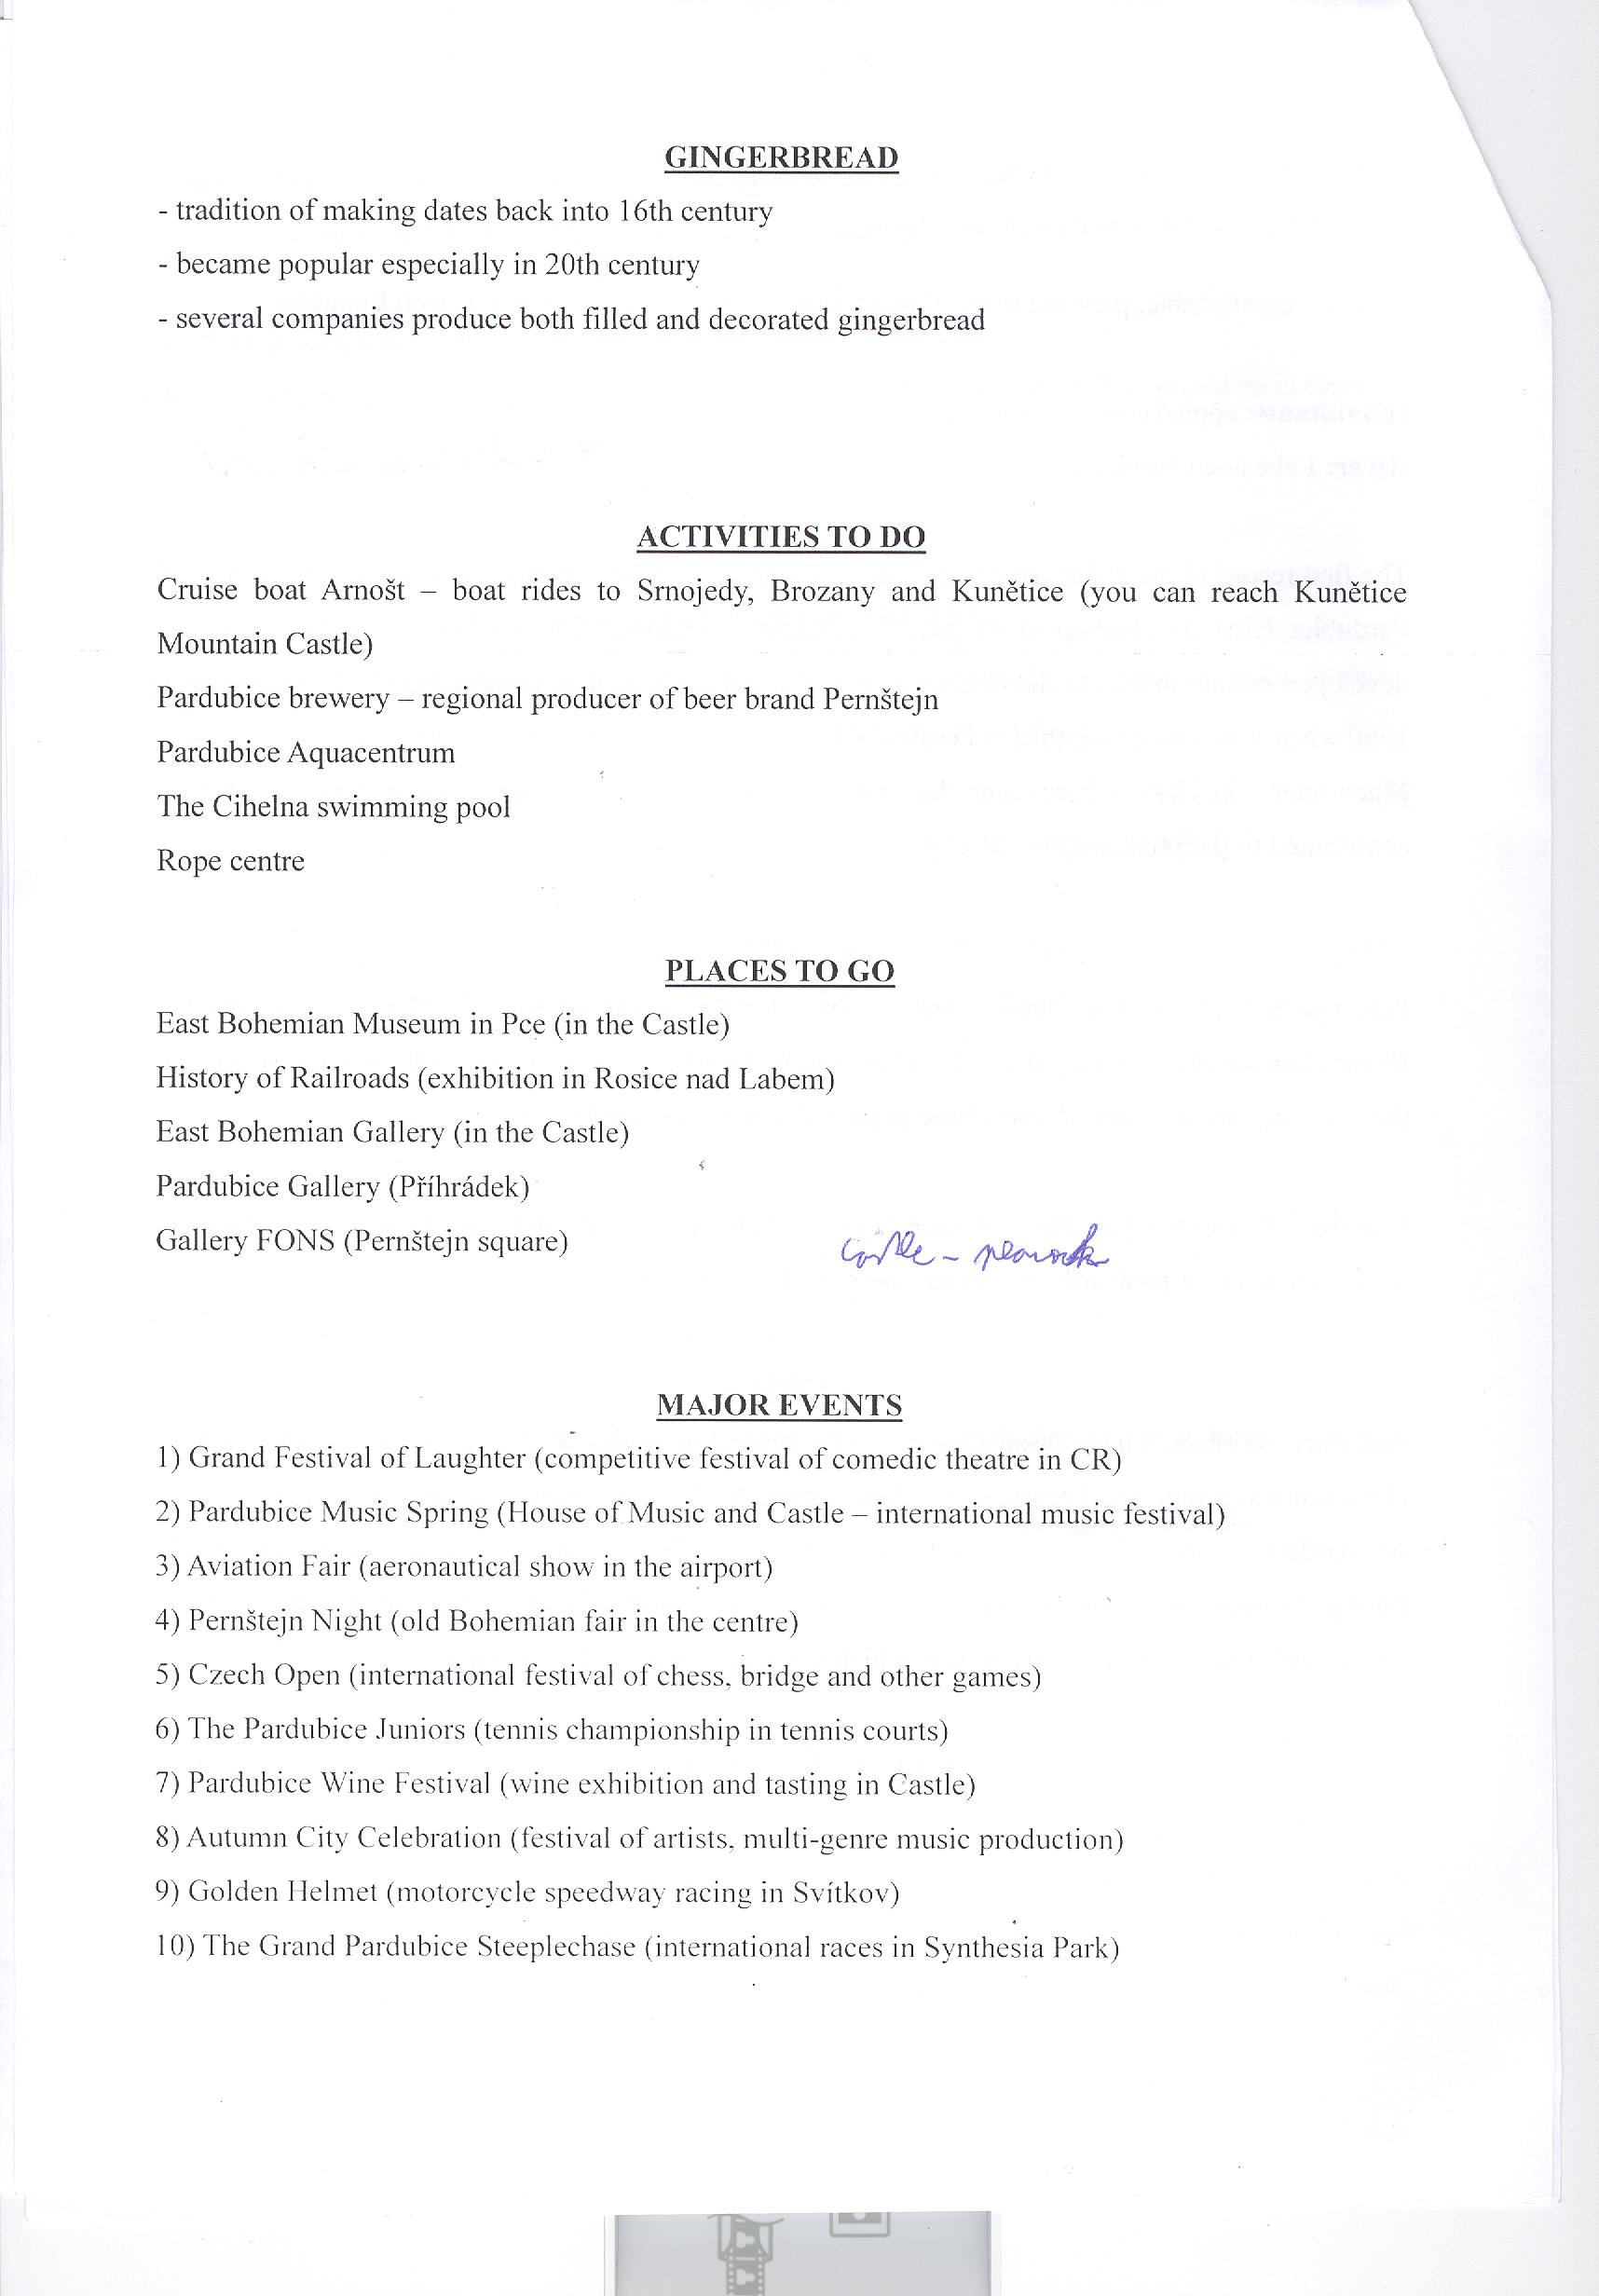 GINGERBREAD
- tradition of making dates back into 16th century
- became popular especially in 20th century
- several companies produce both filled and decorated gingerbread
ACTIVITIES TO DO
Cruise boat Arnošt – boat rides to Srnojedy, Brozany and Kunětice (you can reach Kunětice
Mountain Castle)
Pardubice brewery – regional producer of beer brand Pernštejn
Pardubice Aquacentrum
The Cihelna swimming pool
Rope centre
PLACES TO GO
East Bohemian Museum in Pce (in the Castle)
History of Railroads (exhibition in Rosice nad Labem)
East Bohemian Gallery (in the Castle)
Pardubice Gallery (Příhrádek)
Gallery FONS (Pernštejn square)
castle - peacock
MAJOR EVENTS
1) Grand Festival of Laughter (competitive festival of comedic theatre in CR)
2) Pardubice Music Spring (House of Music and Castle – international music festival)
3) Aviation Fair (aeronautical show in the airport)
4) Pernštejn Night (old Bohemian fair in the centre)
5) Czech Open (international festival of chess, bridge and other games)
6) The Pardubice Juniors (tennis championship in tennis courts)
7) Pardubice Wine Festival (wine exhibition and tasting in Castle)
8) Autumn City Celebration (festival of artists, multi-genre music production)
9) Golden Helmet (motorcycle speedway racing in Svítkov)
10) The Grand Pardubice Steeplechase (international races in Synthesia Park)